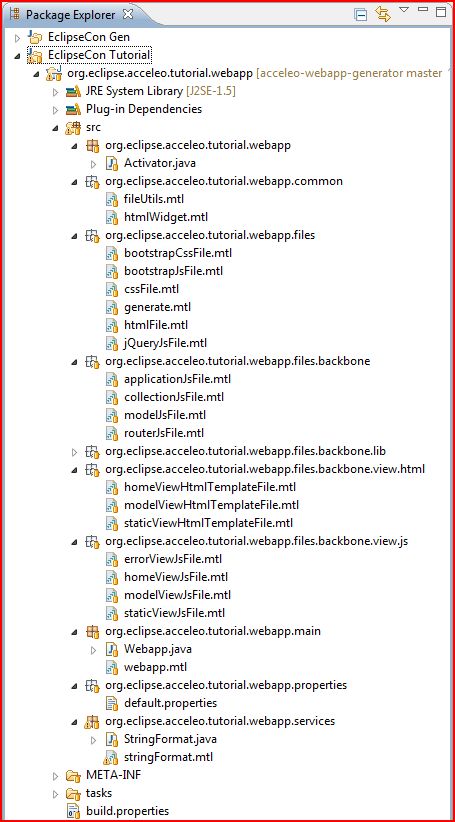 Package Explorer
EclipseCon Gen
EclipseCon Tutorial
org.eclipse.acceleo.tutorial.webapp [acceleo-webapp-generator master
JRE System Library [J2SE-1.5]
Plug-in Dependencies
src
org.eclipse.acceleo.tutorial.webapp
Activator.java
org.eclipse.acceleo.tutorial.webapp.common
fileUtils.mtl
htmlWidget.mtl
org.eclipse.acceleo.tutorial.webapp.files
bootstrapCssFile.mtl
bootstrapJsFile.mtl
cssFile.mtl
generate.mtl
htmlFile.mtl
jQueryJsFile.mtl
org.eclipse.acceleo.tutorial.webapp.files.backbone
applicationJsFile.mtl
collectionJsFile.mtl
modelJsFile.mtl
routerJsFile.mtl
org.eclipse.acceleo.tutorial.webapp.files.backbone.lib
org.eclipse.acceleo.tutorial.webapp.files.backbone.view.html
homeViewHtmlTemplateFile.mtl
modelViewHtmlTemplateFile.mtl
staticViewHtmlTemplateFile.mtl
org.eclipse.acceleo.tutorial.webapp.files.backbone.view.js
errorViewJsFile.mtl
homeViewJsFile.mtl
modelViewJsFile.mtl
staticViewJsFile.mtl
org.eclipse.acceleo.tutorial.webapp.main
Webapp.java
webapp.mtl
org.eclipse.acceleo.tutorial.webapp.properties
default.properties
org.eclipse.acceleo.tutorial.webapp.services
StringFormat.java
stringFormat.mtl
META-INF
tasks
build.properties